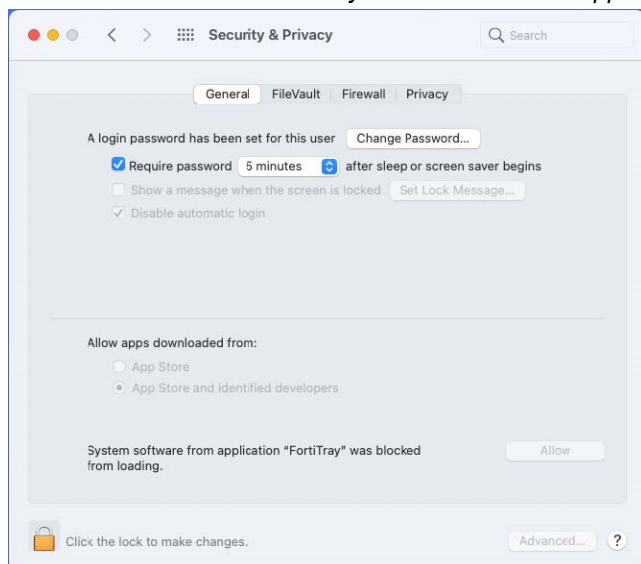 Security & Privacy
Search
General FileVault Firewall Privacy
A login password has been set for this user Change Password...
Require password 5 minutes after sleep or screen saver begins
Show a message when the screen is locked Set Lock Message...
Disable automatic login
Allow apps downloaded from:
App Store
App Store and identified developers
System software from application “FortiTray” was blocked Allow
from loading.
Click the lock to make changes. Advanced... ?